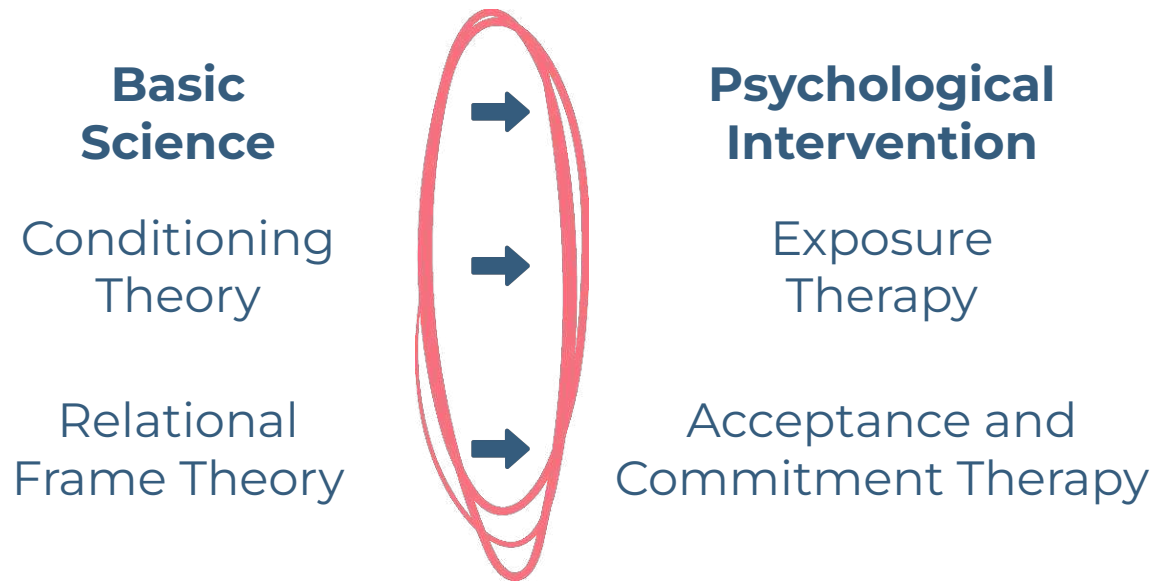 Basic
Science
Psychological
Intervention
Conditioning
Theory
Exposure
Therapy
Relational
Frame Theory
Acceptance and
Commitment Therapy